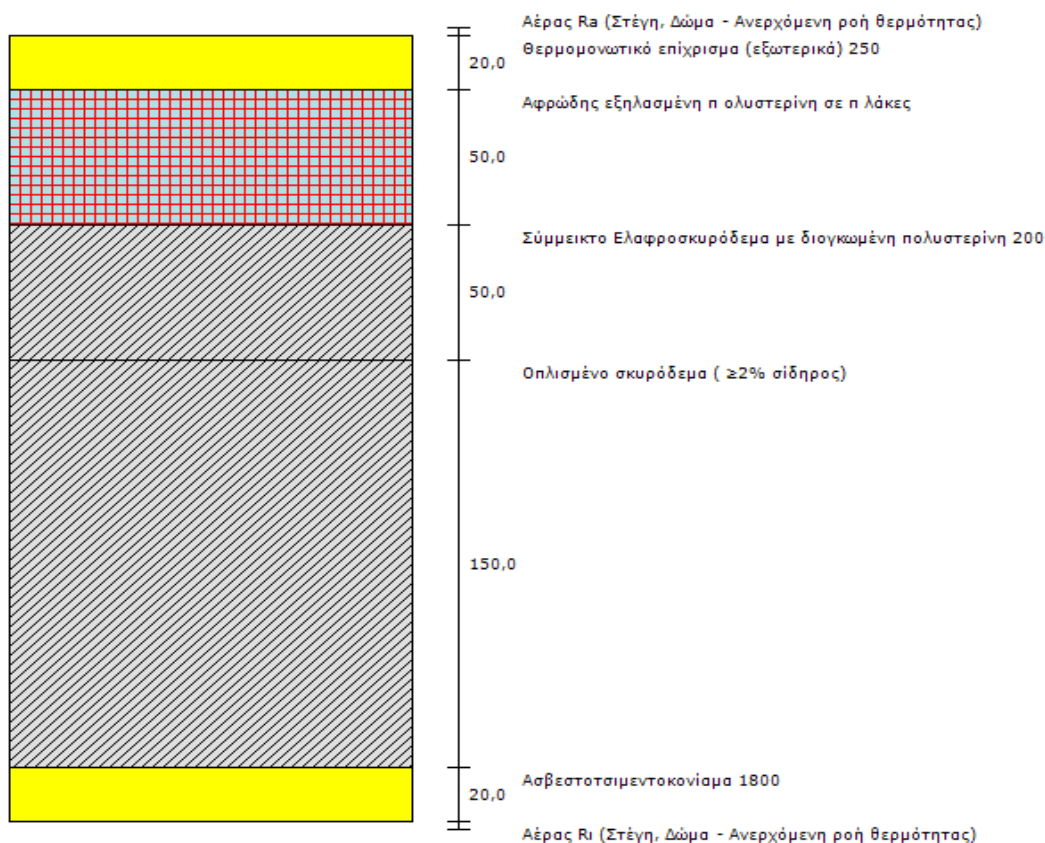 Αέρας Ra (Στέγη, Δώμα - Ανερχόμενη ροή θερμότητας)
Θερμομονωτικό επίχρισμα (εξωτερικά) 250
20,0
Αφρώδης εξηλασμένη π ολυστερίνη σε π λάκες
50,0
Σύμμεικτο Ελαφροσκυρόδεμα με διογκωμένη πολυστερίνη 200
50,0
Οπλισμένο σκυρόδεμα ( ≥2% σίδηρος)
150,0
Ασβεστοτσιμεντοκονίαμα 1800
20,0
Αέρας Rι (Στέγη, Δώμα - Ανερχόμενη ροή θερμότητας)